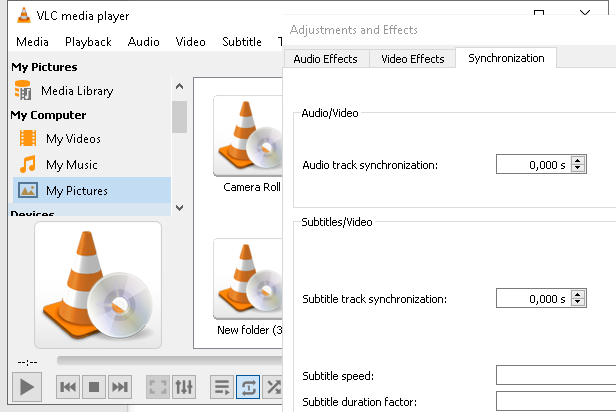 VLC media player
Media Playback Audio Video Subtitle
My Pictures
Media Library
My Computer
My Videos
My Music
My Pictures
Devices
Camera Roll
New folder (3
--:--
Adjustments and Effects
Audio Effects Video Effects Synchronization
Audio/Video
Audio track synchronization: 0,000 s
Subtitles/Video
Subtitle track synchronization: 0,000 s
Subtitle speed:
Subtitle duration factor: